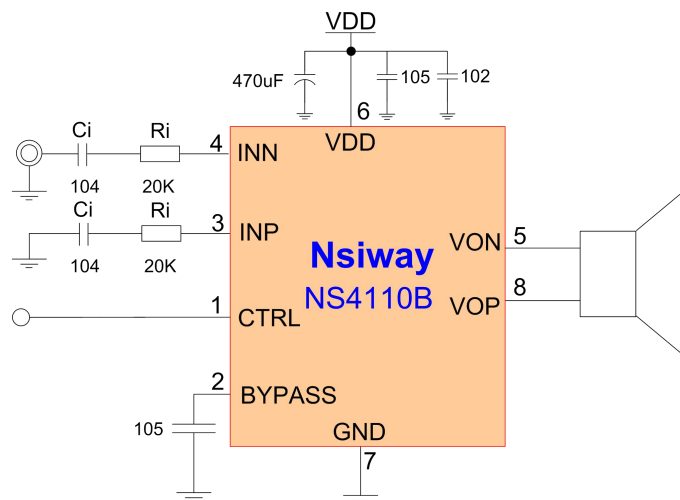 VDD
470uF
105
102
6
VDD
Ci
Ri
4
INN
104
20K
Ci
Ri
3
INP
104
20K
Nsiway
NS4110B
VON
5
VOP
8
1
CTRL
2
BYPASS
105
GND
7